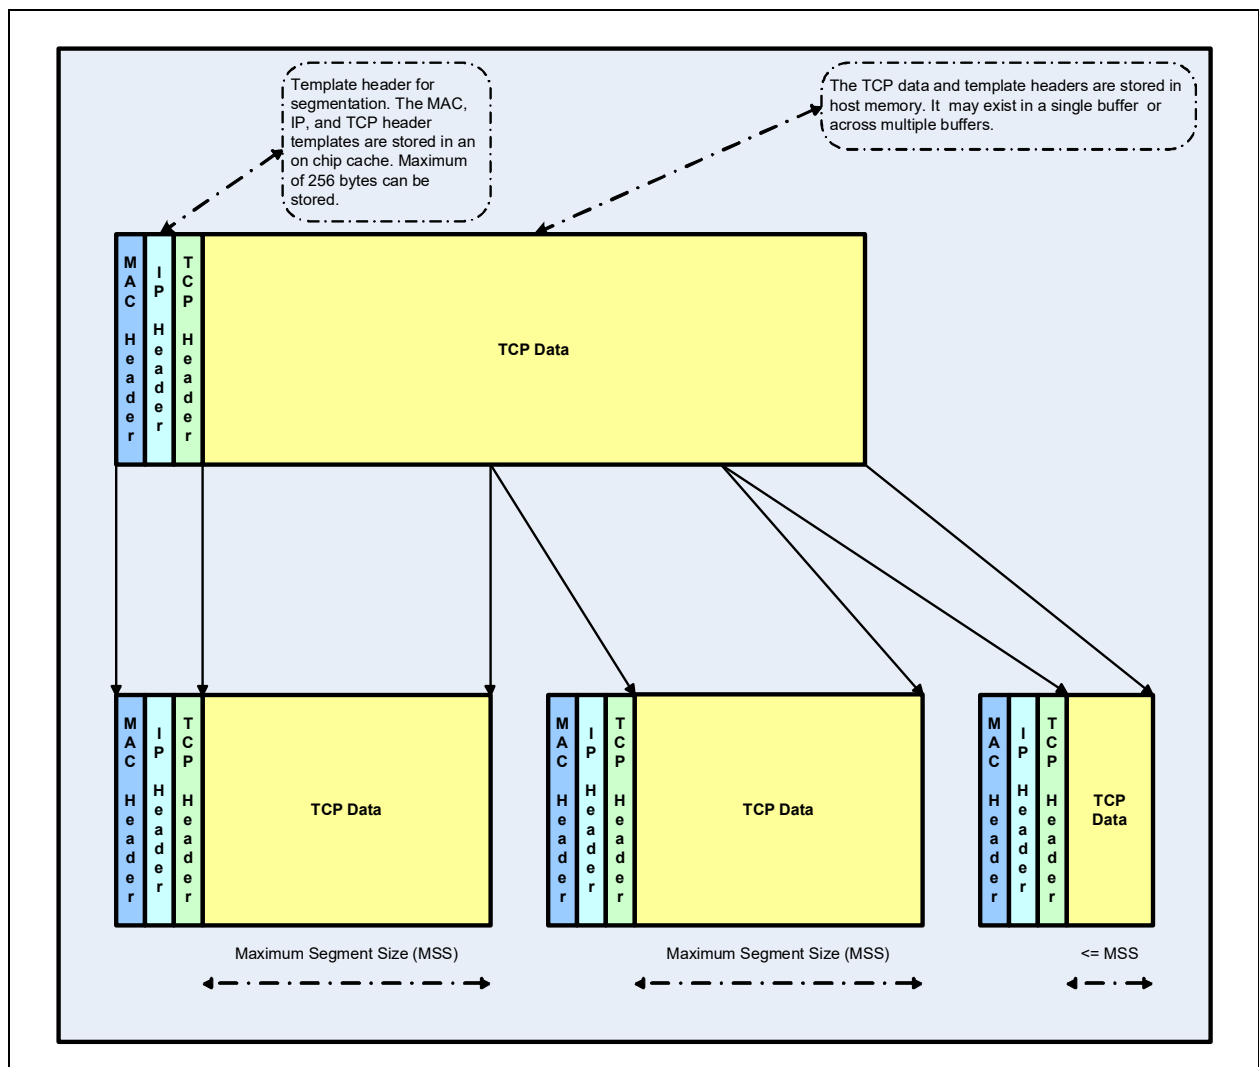 Template header for
segmentation. The MAC,
IP, and TCP header
templates are stored in an
on chip cache. Maximum
of 256 bytes can be
stored.
The TCP data and template headers are stored in
host memory. It  may exist in a single buffer  or
across multiple buffers.
MAC Header
IP Header
TCP Header
TCP Data
MAC Header
IP Header
TCP Header
TCP Data
MAC Header
IP Header
TCP Header
TCP Data
MAC Header
IP Header
TCP Header
TCP
Data
Maximum Segment Size (MSS)
Maximum Segment Size (MSS)
<= MSS